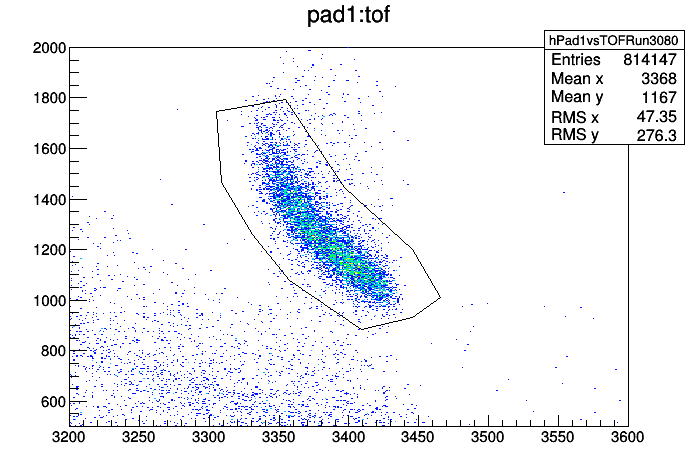 pad1:tof
hPad1vsTOFRun3080
Entries 814147
Mean x 3368
Mean y 1167
RMS x 47.35
RMS y 276.3
2000
1800
1600
1400
1200
1000
800
600
3200 3250 3300 3350 3400 3450 3500 3550 3600